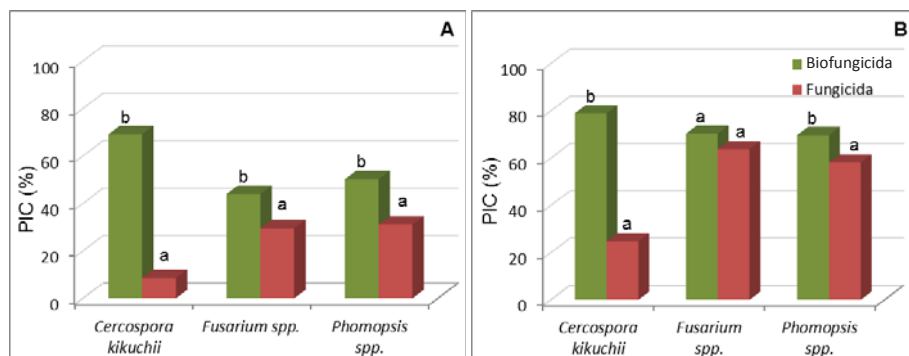 A
PIC (%)
100
80
60
40
20
0
b
a
b
a
b
a
Cercospora
kikuchii
Fusarium spp.
Phomopsis
spp.
B
Biofungicida
Fungicida
PIC (%)
100
80
60
40
20
0
b
a
a
a
b
a
Cercospora
kikuchii
Fusarium
spp.
Phomopsis
spp.